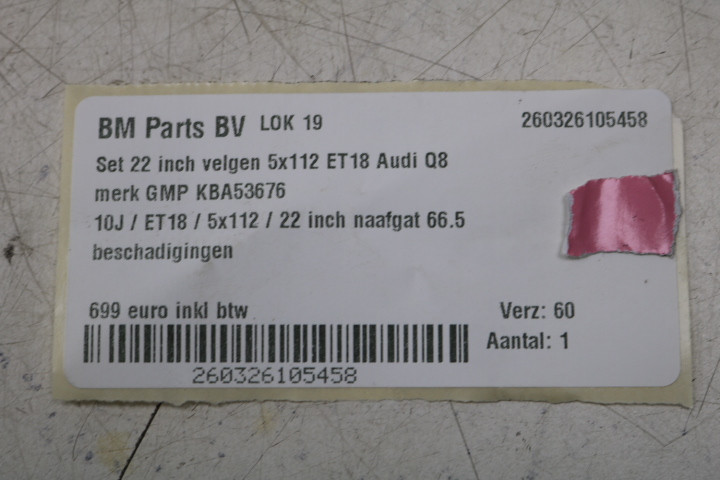 BM Parts BV LOK 19 260326105458
Set 22 inch velgen 5x112 ET18 Audi Q8
merk GMP KBA53676
10J / ET18 / 5x112 / 22 inch naafgat 66.5
beschadigingen
699 euro inkl btw Verz: 60
Aantal: 1
260326105458